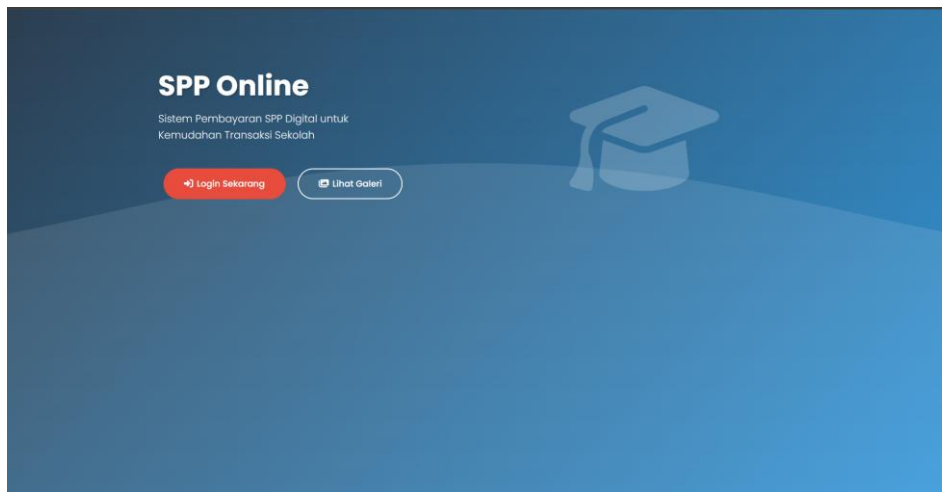 SPP Online
Sistem Pembayaran SPP Digital untuk
Kemudahan Transaksi Sekolah
Login Sekarang
Lihat Galeri